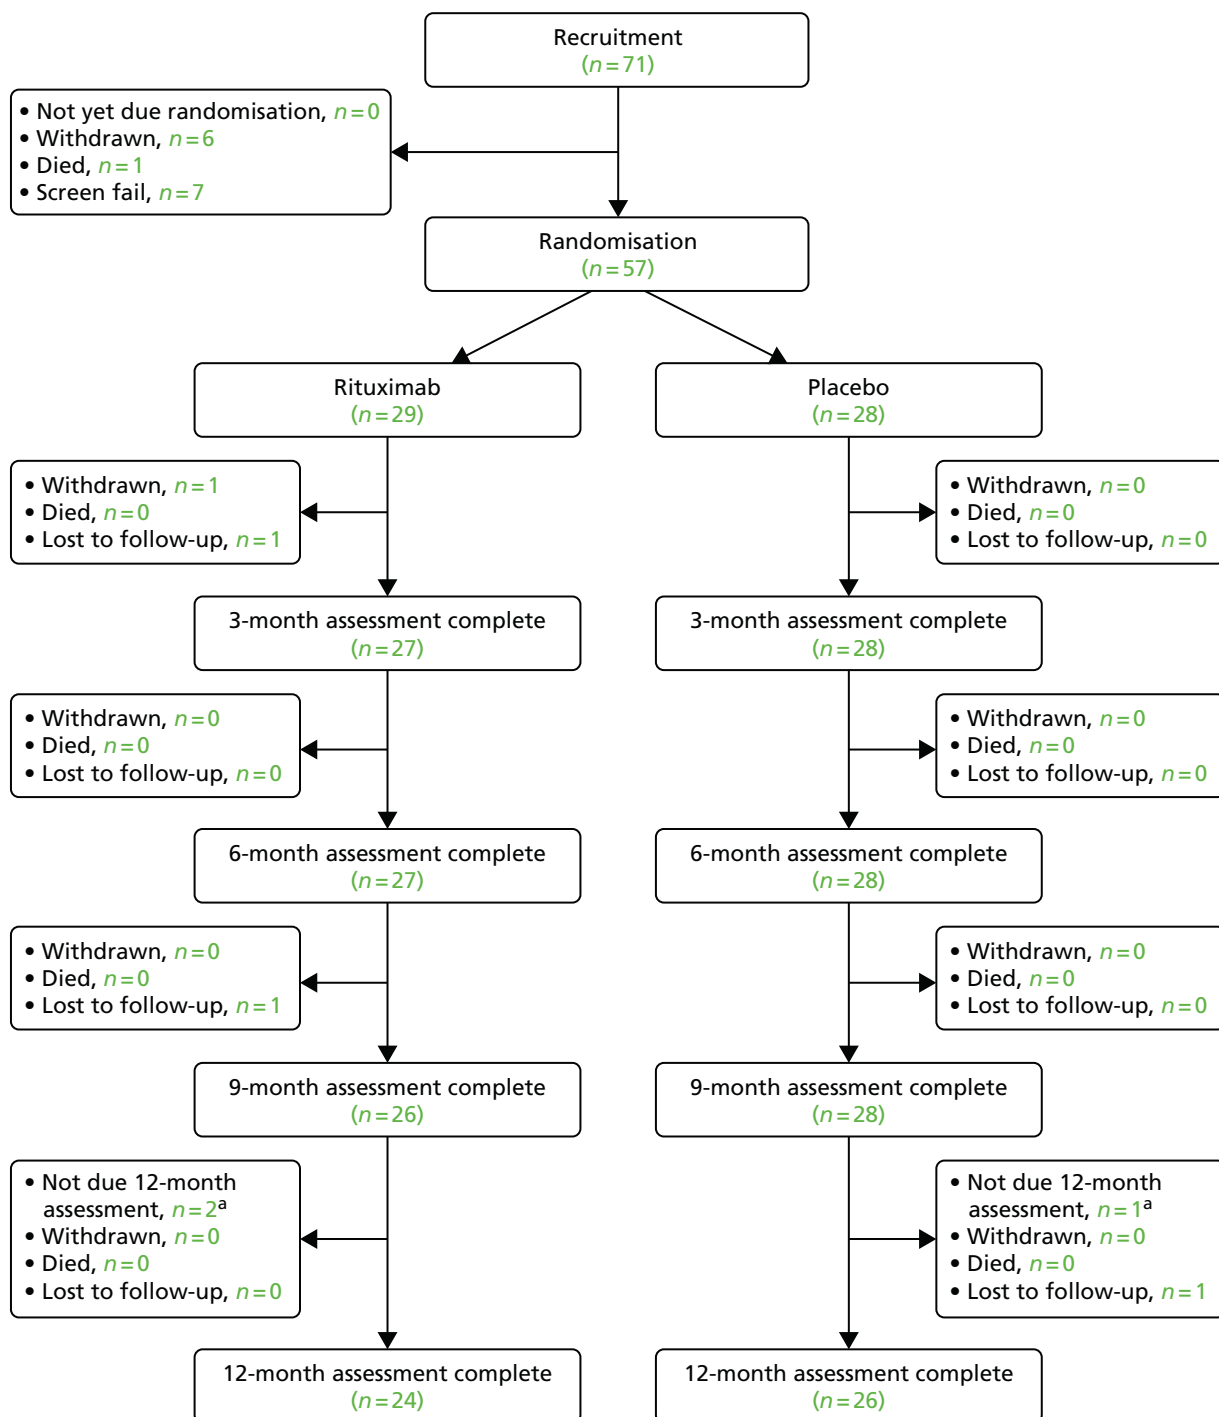 Recruitment
(n=71)
• Not yet due randomisation, n=0
• Withdrawn, n=6
• Died, n=1
• Screen fail, n=7
Randomisation
(n=57)
Rituximab
(n=29)
Placebo
(n=28)
• Withdrawn, n=1
• Died, n=0
• Lost to follow-up, n=1
• Withdrawn, n=0
• Died, n=0
• Lost to follow-up, n=0
3-month assessment complete
(n=27)
3-month assessment complete
(n=28)
• Withdrawn, n=0
• Died, n=0
• Lost to follow-up, n=0
• Withdrawn, n=0
• Died, n=0
• Lost to follow-up, n=0
6-month assessment complete
(n=27)
6-month assessment complete
(n=28)
• Withdrawn, n=0
• Died, n=0
• Lost to follow-up, n=1
• Withdrawn, n=0
• Died, n=0
• Lost to follow-up, n=0
9-month assessment complete
(n=26)
9-month assessment complete
(n=28)
• Not due 12-month
assessment, n=2a
• Withdrawn, n=0
• Died, n=0
• Lost to follow-up, n=0
• Not due 12-month
assessment, n=1a
• Withdrawn, n=0
• Died, n=0
• Lost to follow-up, n=1
12-month assessment complete
(n=24)
12-month assessment complete
(n=26)